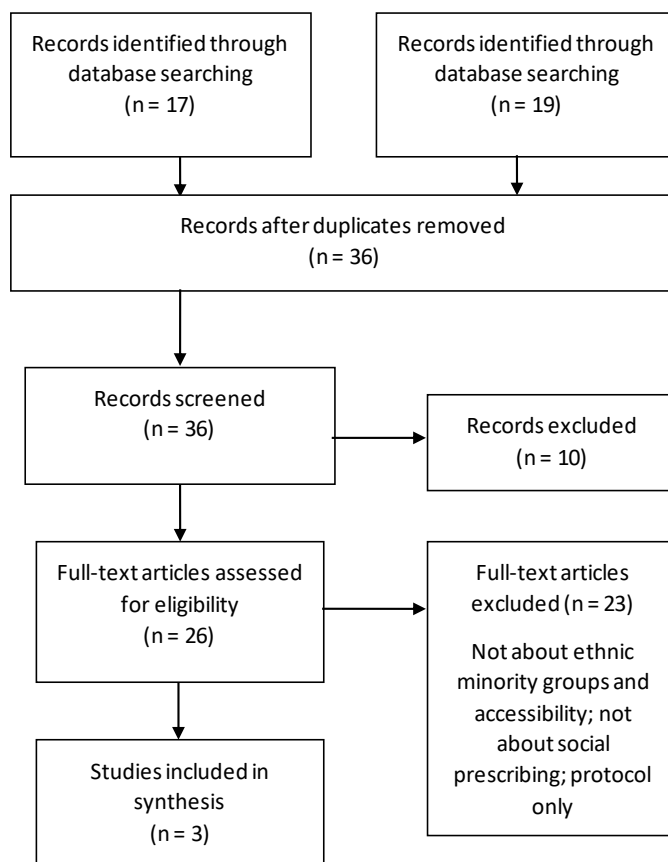 Records identified through
database searching
(n = 17)
Records identified through
database searching
(n = 19)
Records after duplicates removed
(n = 36)
Records screened
(n = 36)
Records excluded
(n = 10)
Full-text articles assessed
for eligibility
(n = 26)
Full-text articles
excluded (n = 23)
Not about ethnic
minority groups and
accessibility; not
about social
prescribing; protocol
only
Studies included in
synthesis
(n = 3)